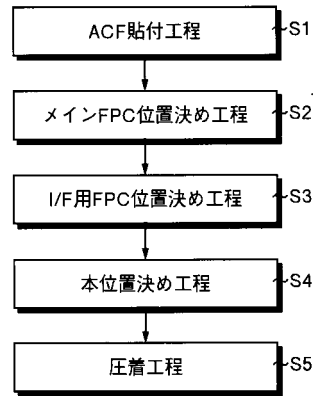 ACF貼付工程 S1
メインFPC位置決め工程 S2
I/F用FPC位置決め工程 S3
本位置決め工程 S4
圧着工程 S5